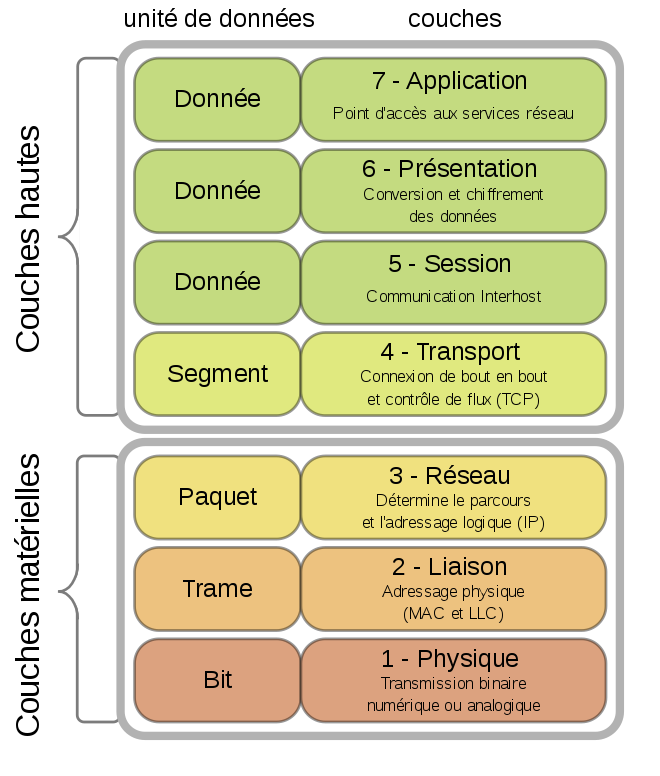 unité de données
couches
Couches hautes
Donnée
7 - Application
Point d'accès aux services réseau
Donnée
6 - Présentation
Conversion et chiffrement
des données
Donnée
5 - Session
Communication Interhost
Segment
4 - Transport
Connexion de bout en bout
et contrôle de flux (TCP)
Couches matérielles
Paquet
3 - Réseau
Détermine le parcours
et l'adressage logique (IP)
Trame
2 - Liaison
Adressage physique
(MAC et LLC)
Bit
1 - Physique
Transmission binaire
numérique ou analogique